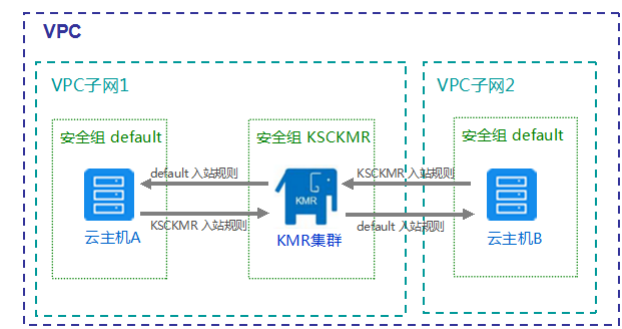 VPC
VPC子网1
VPC子网2
安全组 default
安全组 KSCKMR
安全组 default
default 入站规则
KSCKMR 入站规则
KMR
KSCKMR 入站规则
default 入站规则
云主机A
KMR集群
云主机B